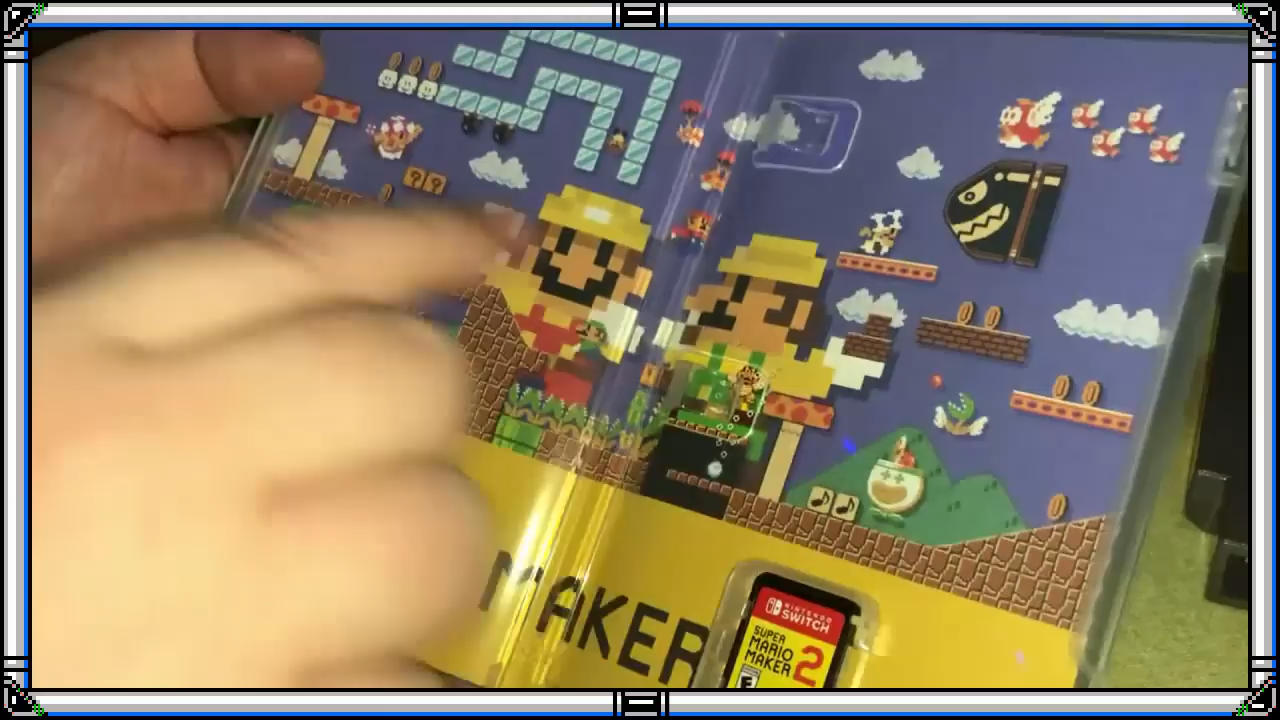 ? ?
MAKER
NINTENDO
SWITCH
SUPER
MARIO
MAKER 2
E